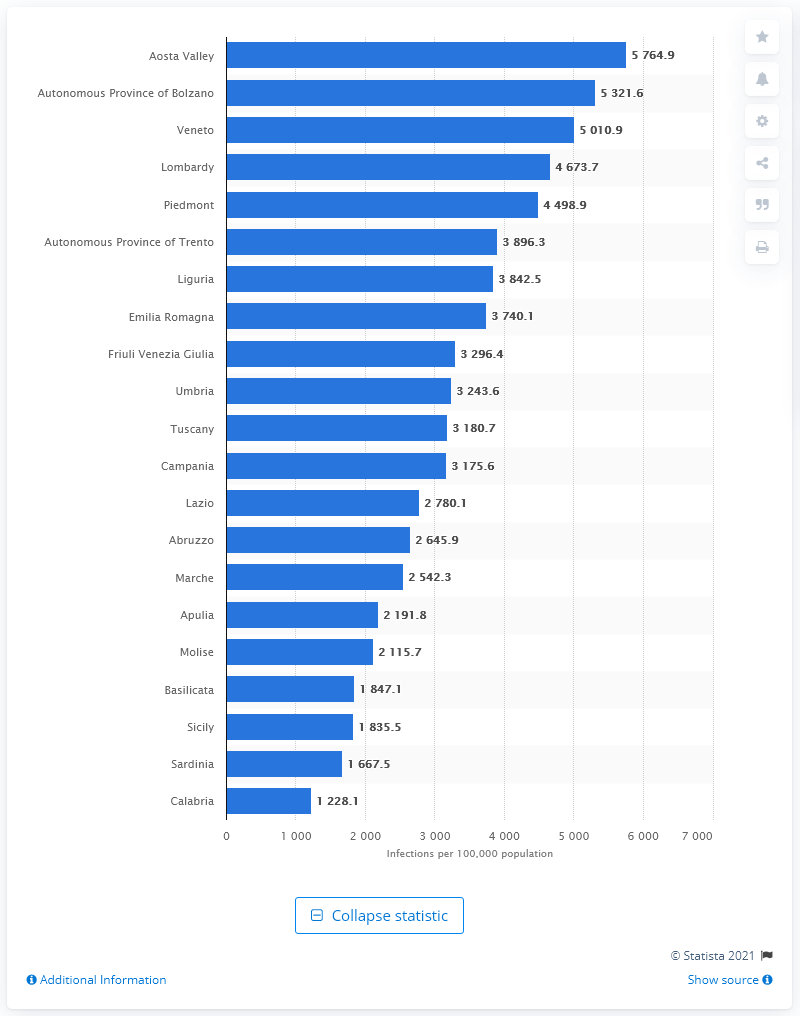 Aosta Valley 5 764.9
Autonomous Province of Bolzano 5 321.6
Veneto 5 010.9
Lombardy 4 673.7
Piedmont 4 498.9
Autonomous Province of Trento 3 896.3
Liguria 3 842.5
Emilia Romagna 3 740.1
Friuli Venezia Giulia 3 296.4
Umbria 3 243.6
Tuscany 3 180.7
Campania 3 175.6
Lazio 2 780.1
Abruzzo 2 645.9
Marche 2 542.3
Apulia 2 191.8
Molise 2 115.7
Basilicata 1 847.1
Sicily 1 835.5
Sardinia 1 667.5
Calabria 1 228.1
0 1 000 2 000 3 000 4 000 5 000 6 000 7 000
Infections per 100,000 population
Collapse statistic
© Statista 2021
Additional Information Show source